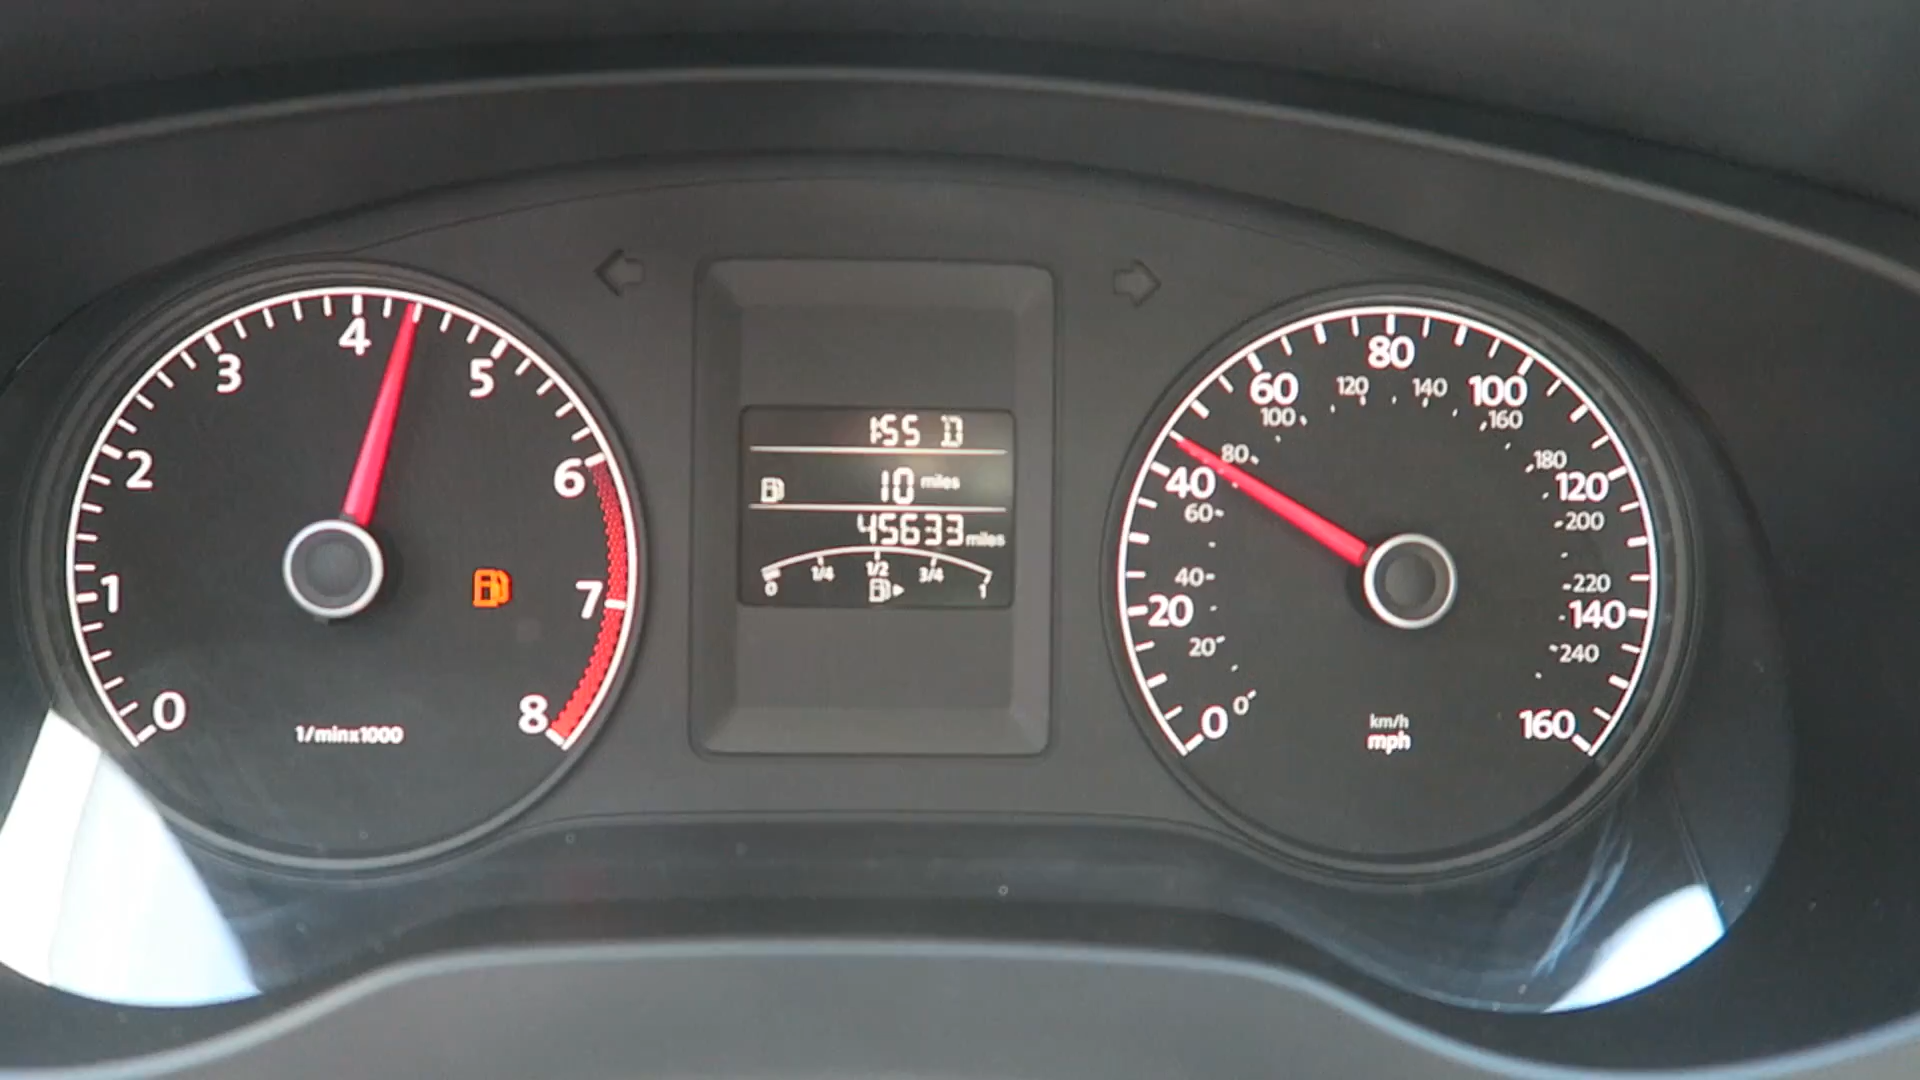 0 1 2 3 4 5 6 7 8
1/minx1000
1:55 D
10 miles
45633 miles
0 1/4 1/2 3/4 1
0 20 40 60 80 100 120 140 160
0 20 40 60 80 100 120 140 160 180 200 220 240
km/h
mph